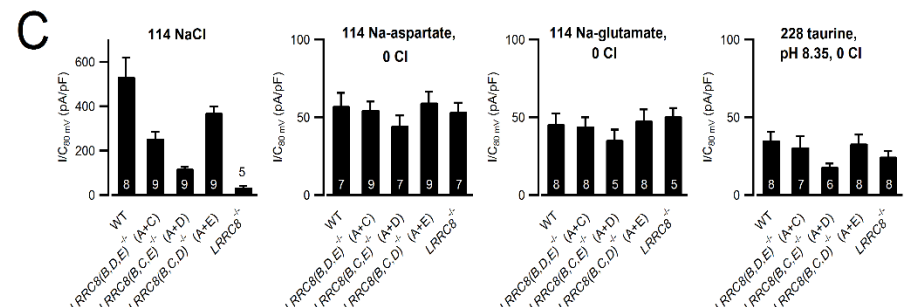 C
114 NaCl
I/C80 mV (pA/pF)
600
400
200
0
8
9
9
9
5
WT
LRRC8(B,D,E)-/- (A+C)
LRRC8(B,C,E)-/- (A+D)
LRRC8(B,C,D)-/- (A+E)
LRRC8-/-
114 Na-aspartate,
0 Cl
I/C80 mV (pA/pF)
100
50
0
7
9
7
9
7
WT
LRRC8(B,D,E)-/- (A+C)
LRRC8(B,C,E)-/- (A+D)
LRRC8(B,C,D)-/- (A+E)
LRRC8-/-
114 Na-glutamate,
0 Cl
I/C80 mV (pA/pF)
100
50
0
8
8
5
8
5
WT
LRRC8(B,D,E)-/- (A+C)
LRRC8(B,C,E)-/- (A+D)
LRRC8(B,C,D)-/- (A+E)
LRRC8-/-
228 taurine,
pH 8.35, 0 Cl
I/C80 mV (pA/pF)
100
50
0
8
7
6
8
8
WT
LRRC8(B,D,E)-/- (A+C)
LRRC8(B,C,E)-/- (A+D)
LRRC8(B,C,D)-/- (A+E)
LRRC8-/-